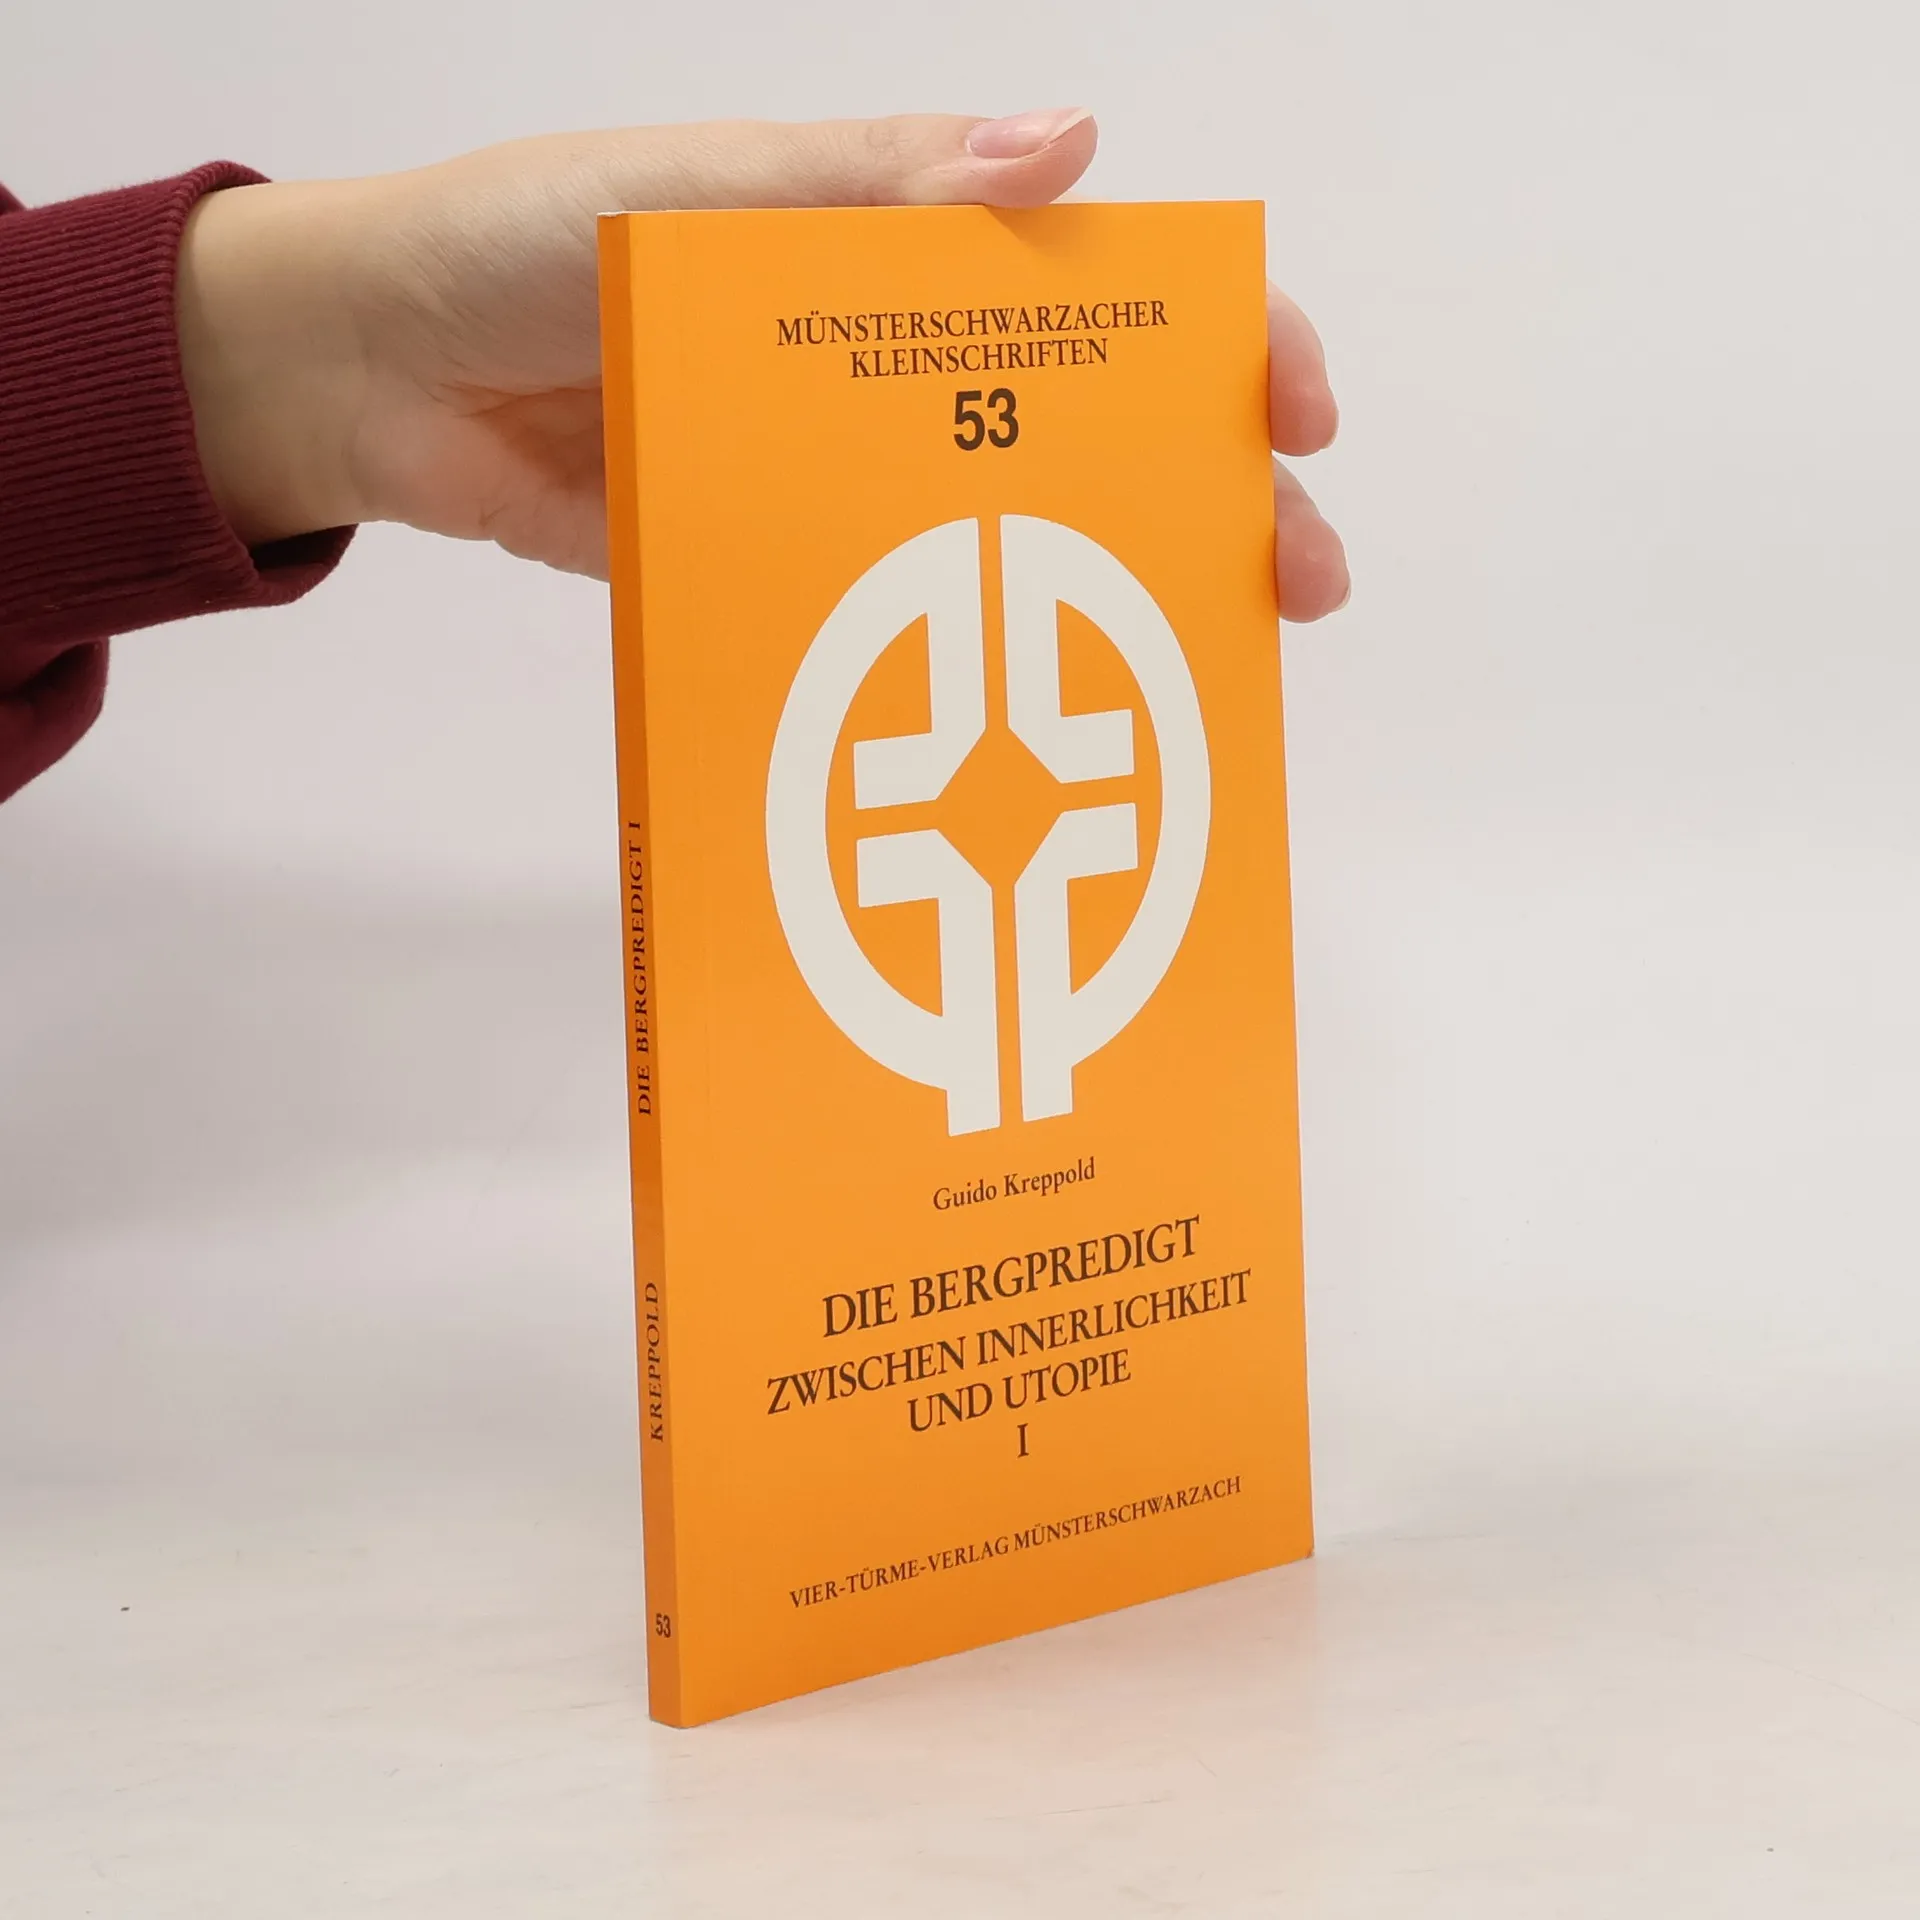 MÜNSTERSCHWARZACHER
KLEINSCHRIFTEN
53
Guido Kreppold
DIE BERGPREDIGT
ZWISCHEN INNERLICHKEIT
UND UTOPIE
I
VIER-TÜRME-VERLAG MÜNSTERSCHWARZACH
DIE BERGPREDIGT I
KREPPOLD
53